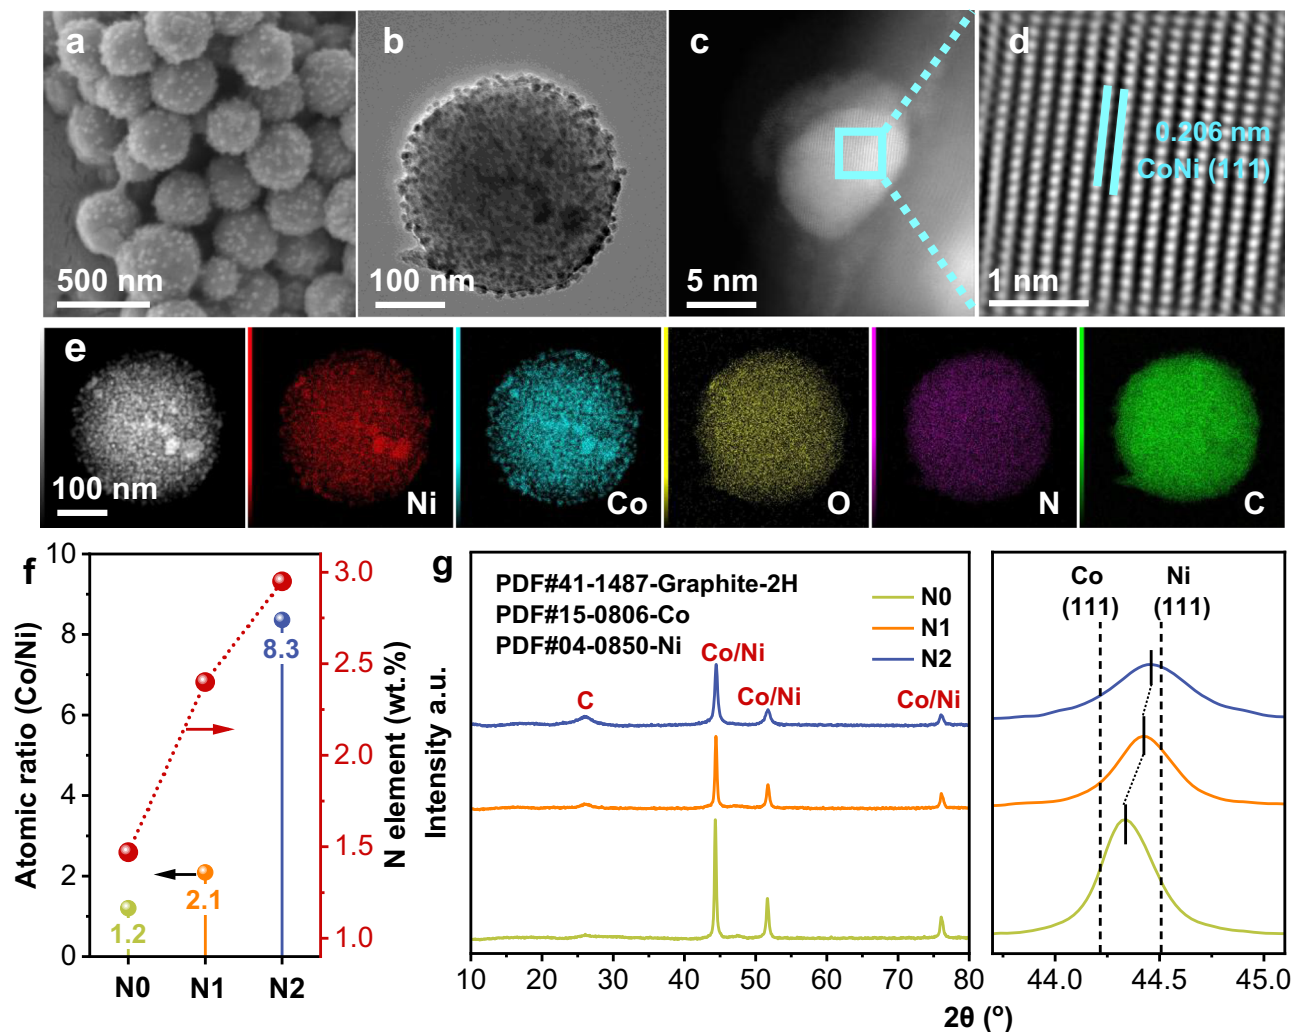 a
500 nm
b
100 nm
c
5 nm
d
0.206 nm
CoNi (111)
1 nm
e
100 nm
Ni
Co
O
N
C
f
Atomic ratio (Co/Ni)
10
8
6
4
2
0
1.2
2.1
8.3
N0
N1
N2
3.0
2.5
2.0
1.5
1.0
N element (wt.%)
g
Intensity a.u.
PDF#41-1487-Graphite-2H
PDF#15-0806-Co
PDF#04-0850-Ni
N0
N1
N2
C
Co/Ni
Co/Ni
Co/Ni
10
20
30
40
50
60
70
80
Co
(111)
Ni
(111)
44.0
44.5
45.0
2θ (°)